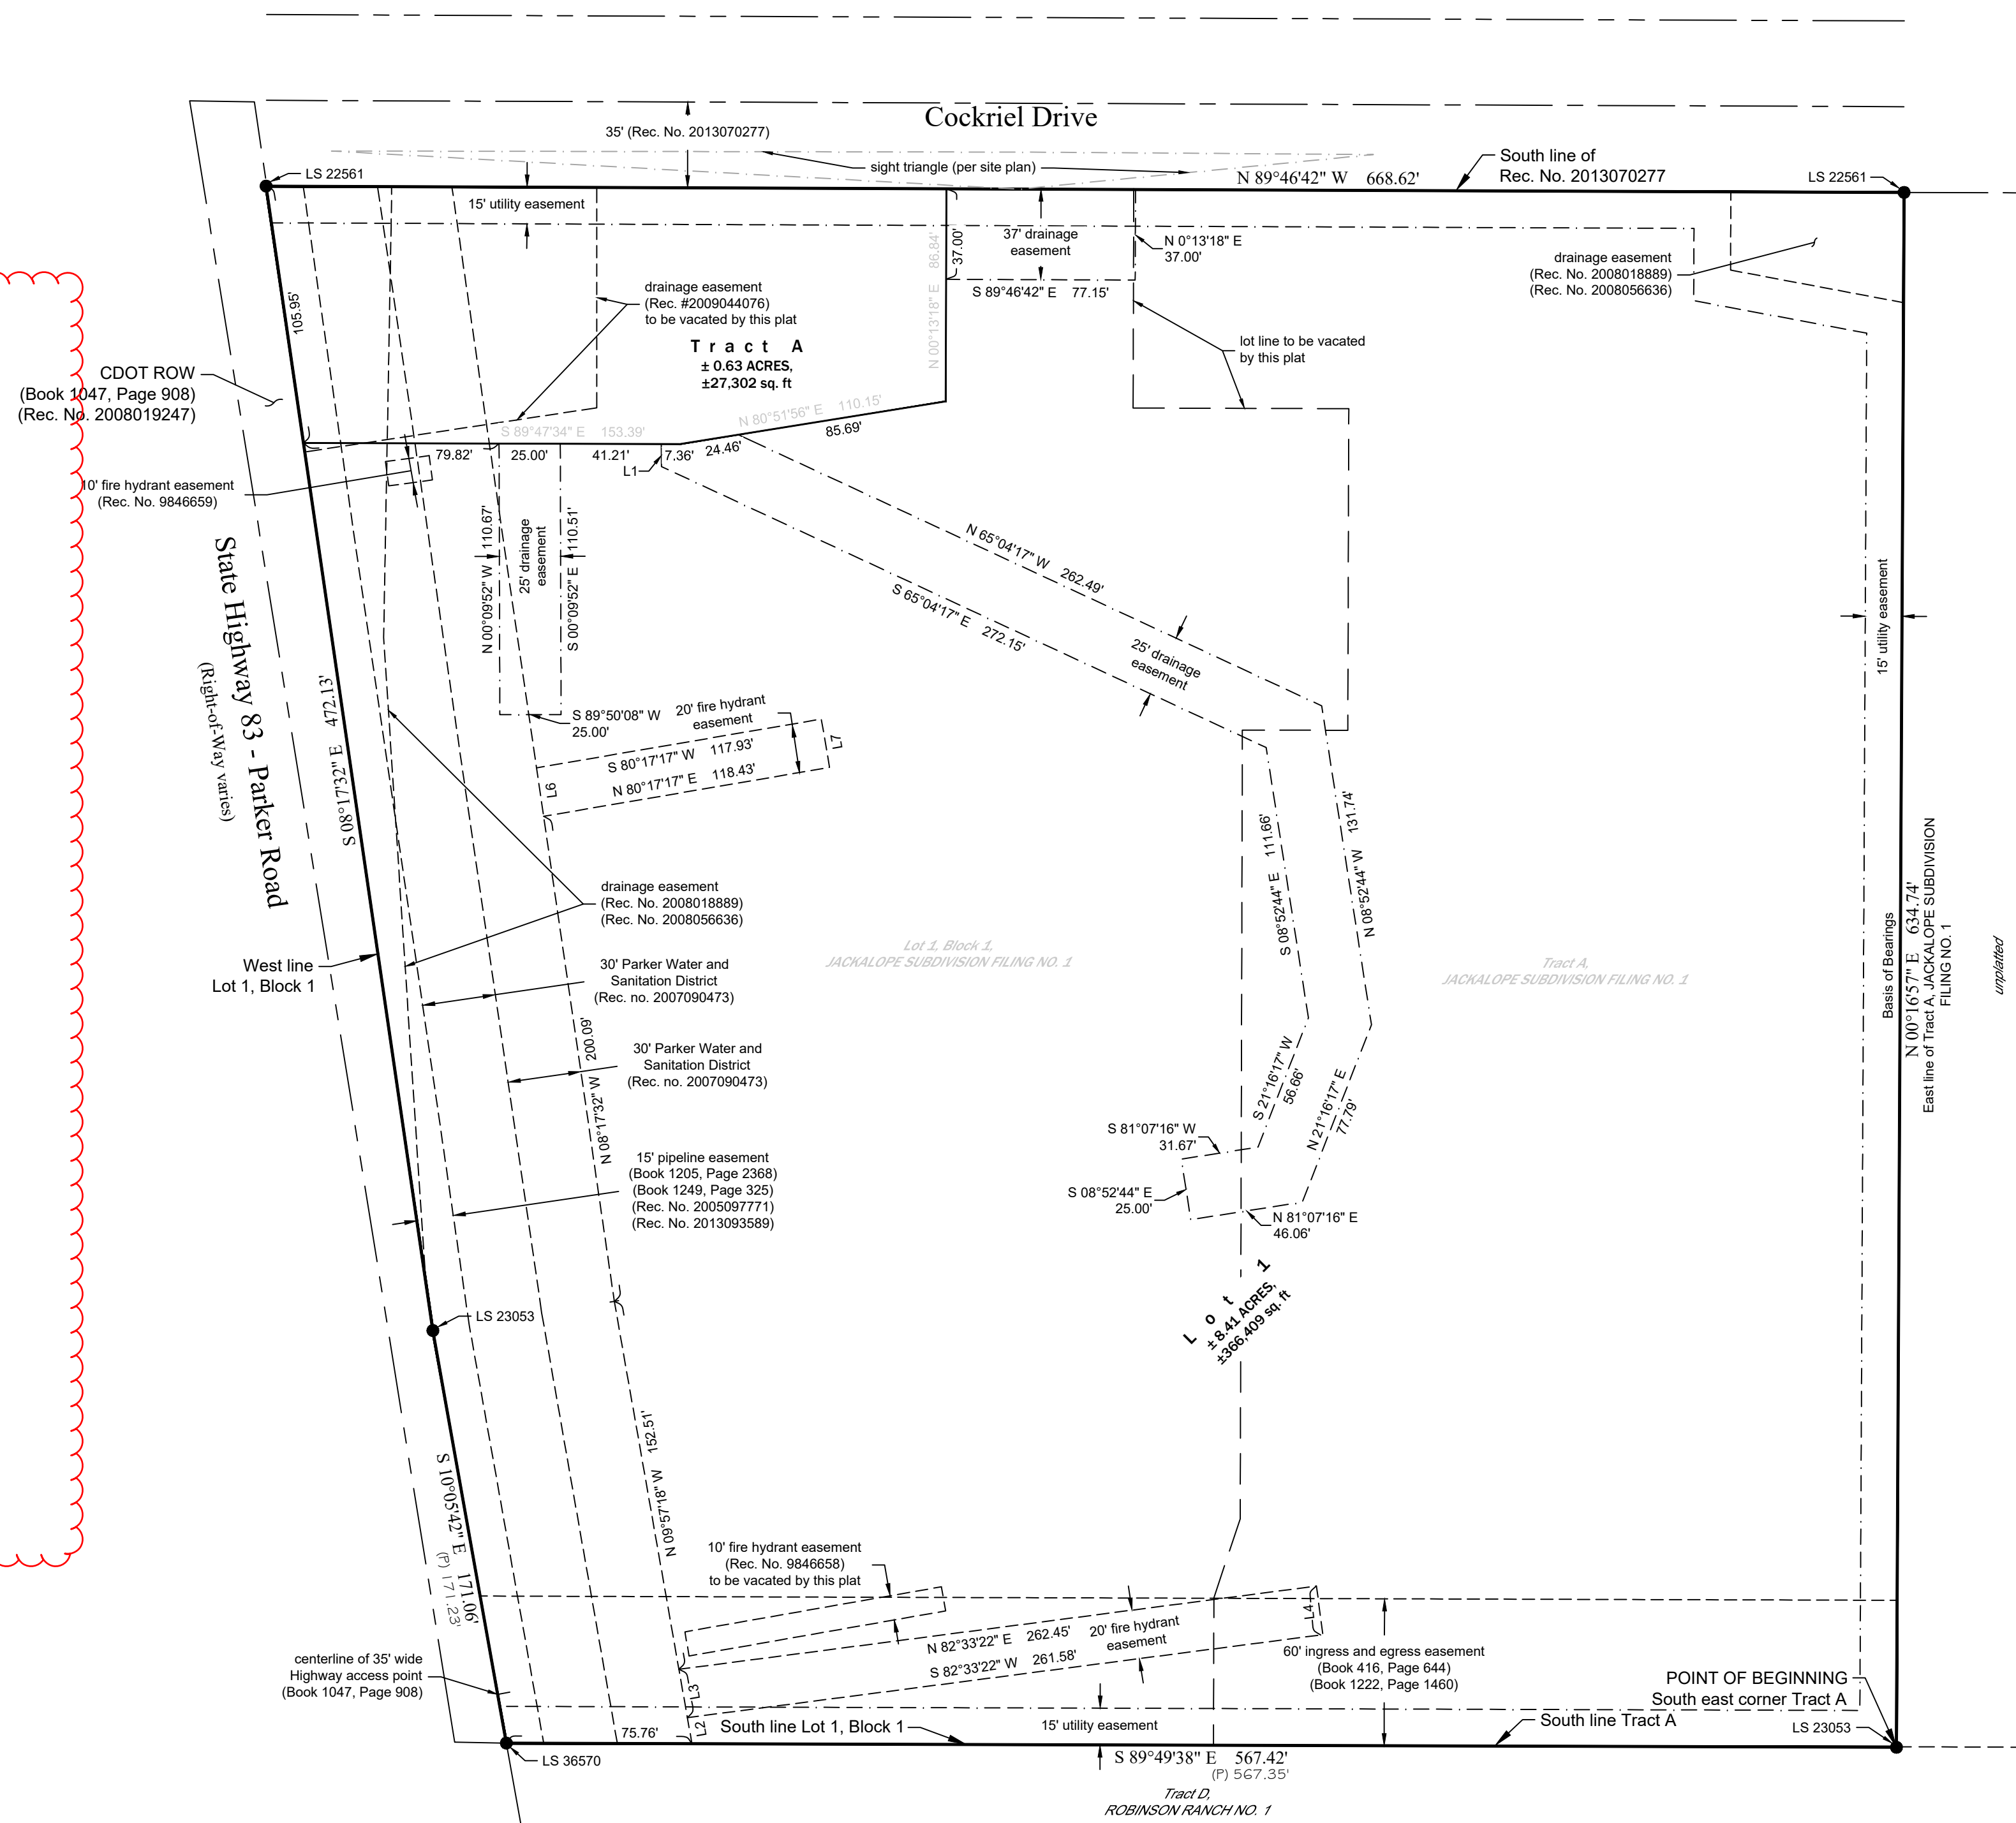 Cockriel Drive
35' (Rec. No. 2013070277)
sight triangle (per site plan)
South line of
Rec. No. 2013070277
N 89°46'42" W 668.62'
LS 22561
LS 22561
15' utility easement
37' drainage
easement
37.00'
N 00°13'18" E 86.84'
N 0°13'18" E
37.00'
S 89°46'42" E 77.15'
drainage easement
(Rec. No. 2008018889)
(Rec. No. 2008056636)
drainage easement
(Rec. #2009044076)
to be vacated by this plat
Tract A
± 0.63 ACRES,
±27,302 sq. ft
lot line to be vacated
by this plat
105.95'
CDOT ROW
(Book 1047, Page 908)
(Rec. No. 2008019247)
S 89°47'34" E 153.39'
N 80°51'56" E 110.15'
85.69'
79.82'
25.00'
41.21'
7.36'
24.46'
L1
10' fire hydrant easement
(Rec. No. 9846659)
N 00°09'52" W 110.67'
25' drainage
easement
S 00°09'52" E 110.51'
N 65°04'17" W 262.49'
S 65°04'17" E 272.15'
25' drainage
easement
15' utility easement
State Highway 83 - Parker Road
(Right-of-Way varies)
S 08°17'32" E 472.13'
S 89°50'08" W
25.00'
20' fire hydrant
easement
S 80°17'17" W 117.93'
N 80°17'17" E 118.43'
L7
L6
S 08°52'44" E 111.66'
N 08°52'44" W 131.74'
drainage easement
(Rec. No. 2008018889)
(Rec. No. 2008056636)
Lot 1, Block 1,
JACKALOPE SUBDIVISION FILING NO. 1
Tract A,
JACKALOPE SUBDIVISION FILING NO. 1
Basis of Bearings
N 00°16'57" E 634.74'
East line of Tract A, JACKALOPE SUBDIVISION
FILING NO. 1
unplatted
West line
Lot 1, Block 1
30' Parker Water and
Sanitation District
(Rec. no. 2007090473)
30' Parker Water and
Sanitation District
(Rec. no. 2007090473)
N 08°17'32" W 200.09'
S 21°16'17" W
56.66'
N 21°16'17" E
77.79'
S 81°07'16" W
31.67'
S 08°52'44" E
25.00'
N 81°07'16" E
46.06'
15' pipeline easement
(Book 1205, Page 2368)
(Book 1249, Page 325)
(Rec. No. 2005097771)
(Rec. No. 2013093589)
Lot 1
± 8.41 ACRES,
±366,409 sq. ft
LS 23053
N 09°57'18" W 152.51'
S 10°05'42" E 171.06'
(P) 171.23'
10' fire hydrant easement
(Rec. No. 9846658)
to be vacated by this plat
N 82°33'22" E 262.45'
S 82°33'22" W 261.58'
20' fire hydrant
easement
L4
L3
L2
60' ingress and egress easement
(Book 416, Page 644)
(Book 1222, Page 1460)
centerline of 35' wide
Highway access point
(Book 1047, Page 908)
POINT OF BEGINNING
South east corner Tract A
LS 23053
75.76'
South line Lot 1, Block 1
15' utility easement
South line Tract A
LS 36570
S 89°49'38" E 567.42'
(P) 567.35'
Tract D,
ROBINSON RANCH NO. 1